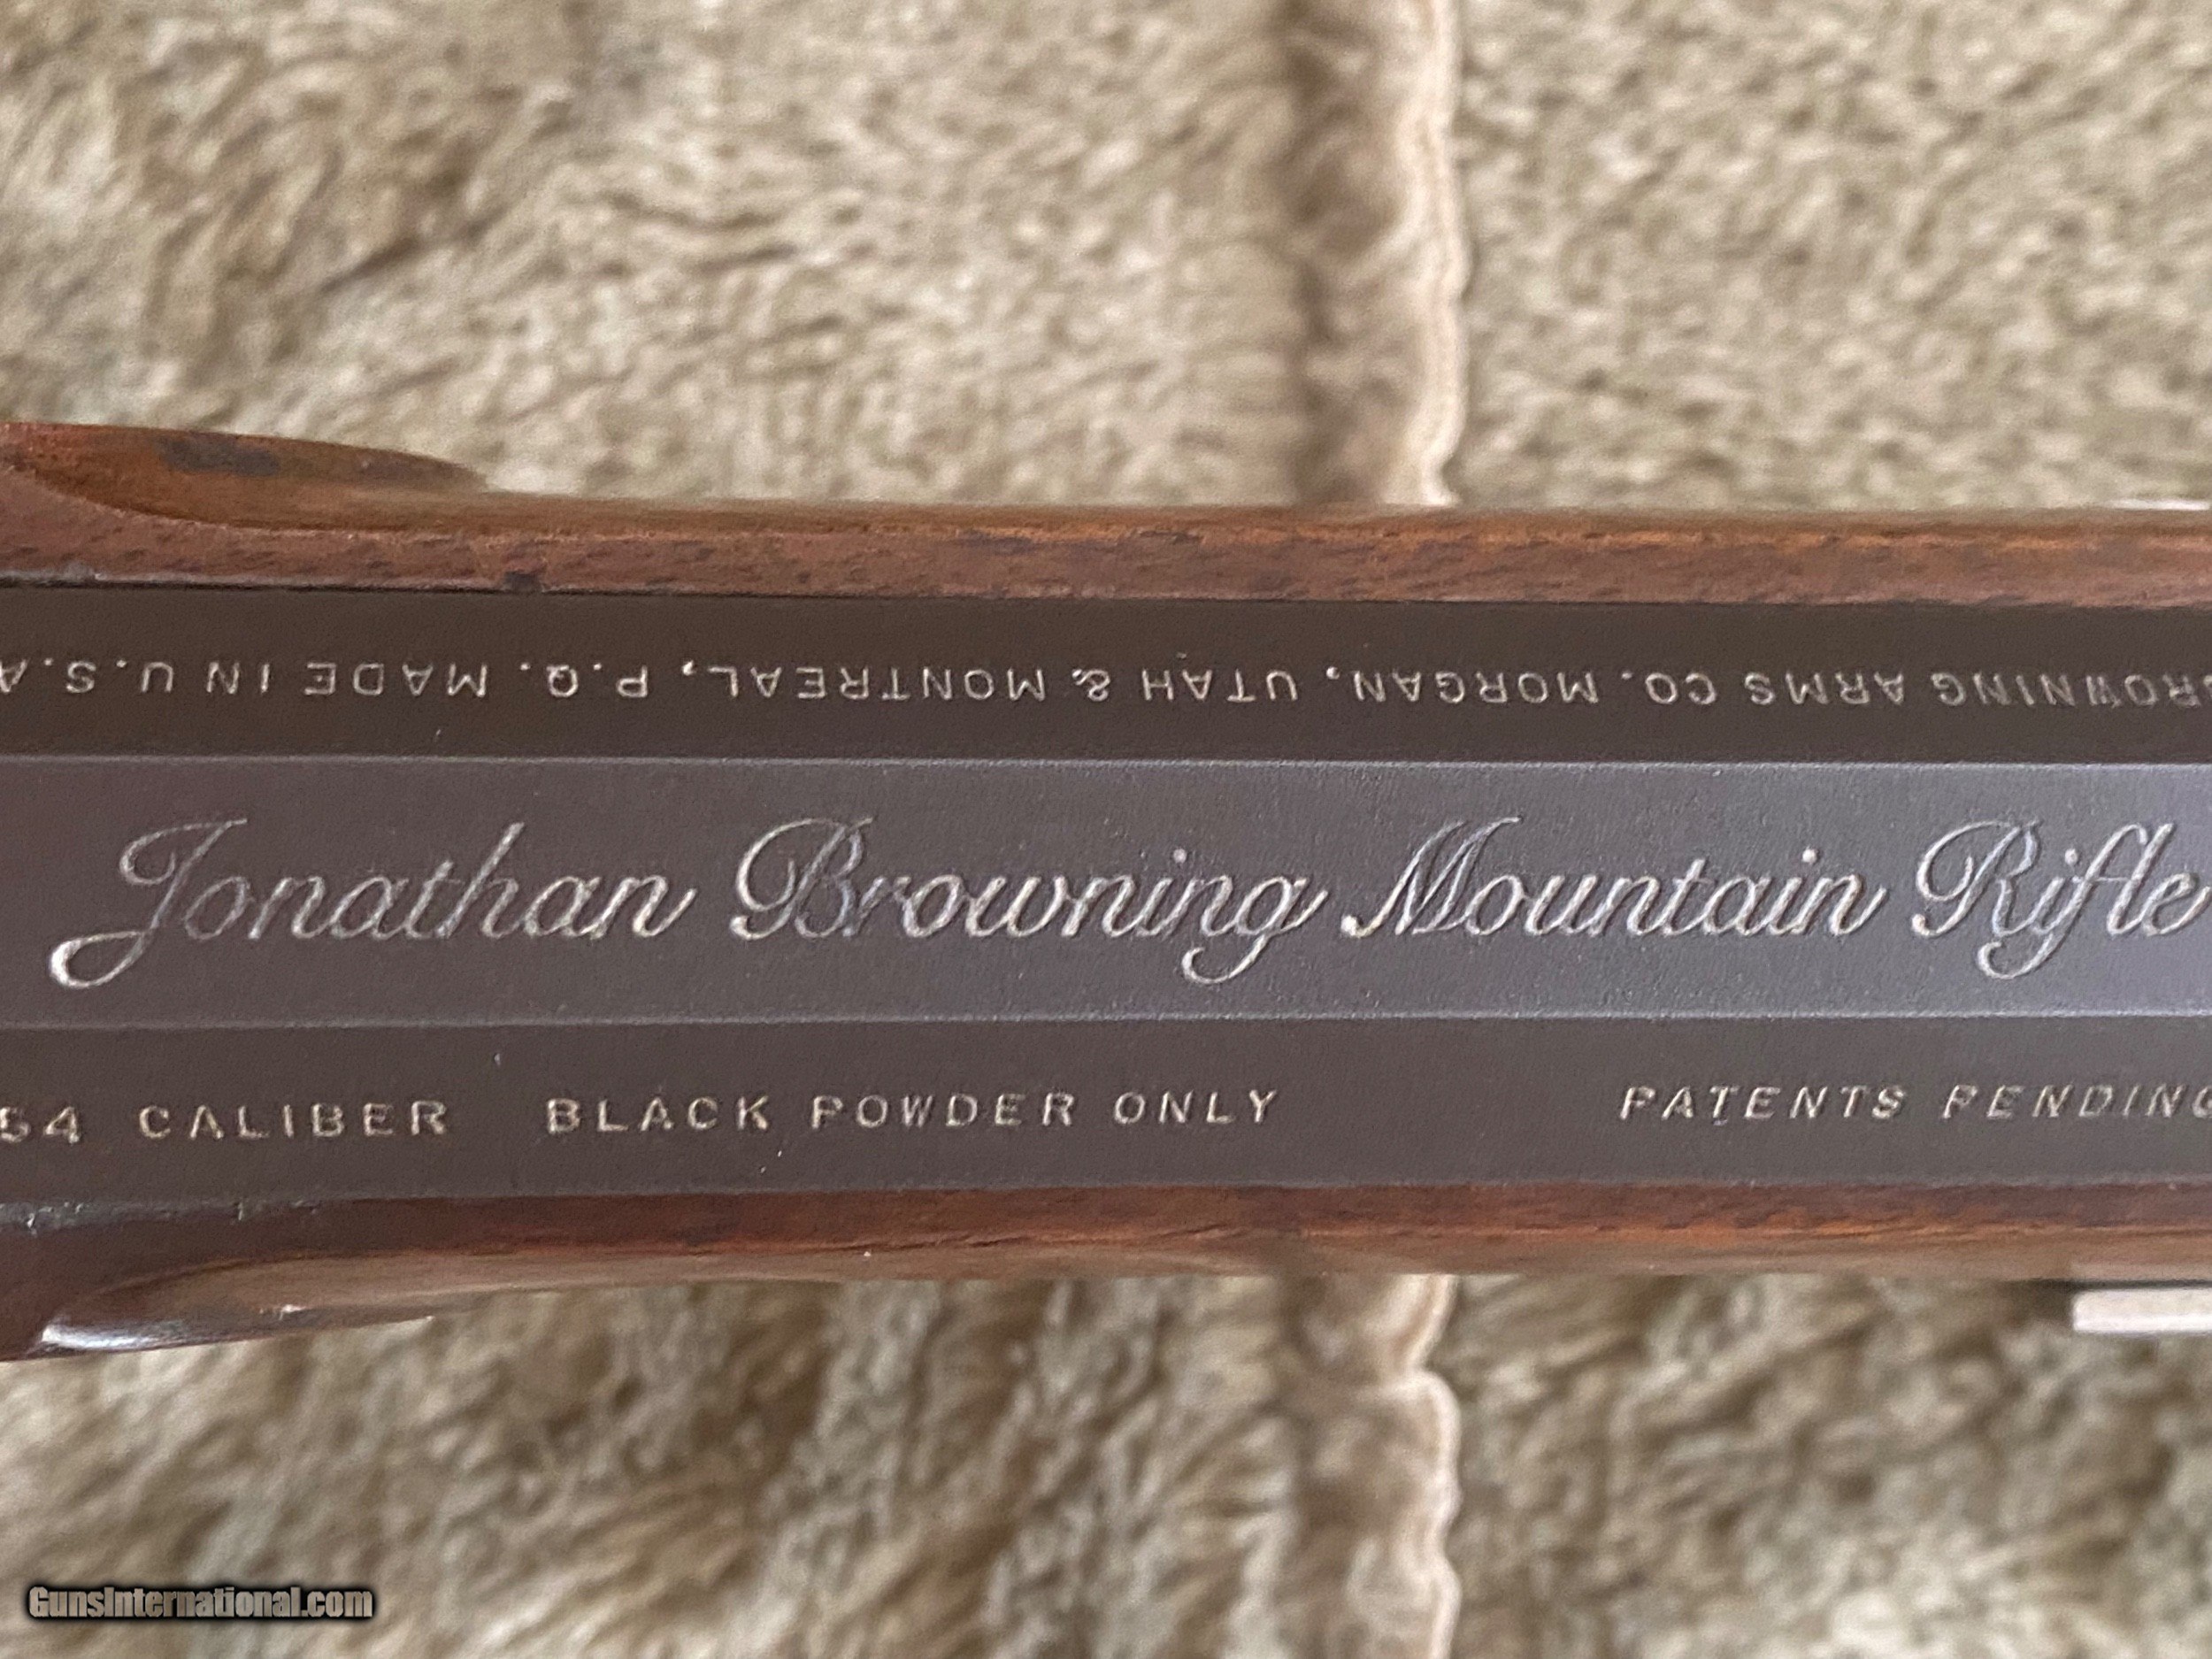 BROWNING ARMS CO. MORGAN, UTAH & MONTREAL, P.Q. MADE IN U.S.A
Jonathan Browning Mountain Rifle
54 CALIBER BLACK POWDER ONLY PATENTS PENDING
GunsInternational.com